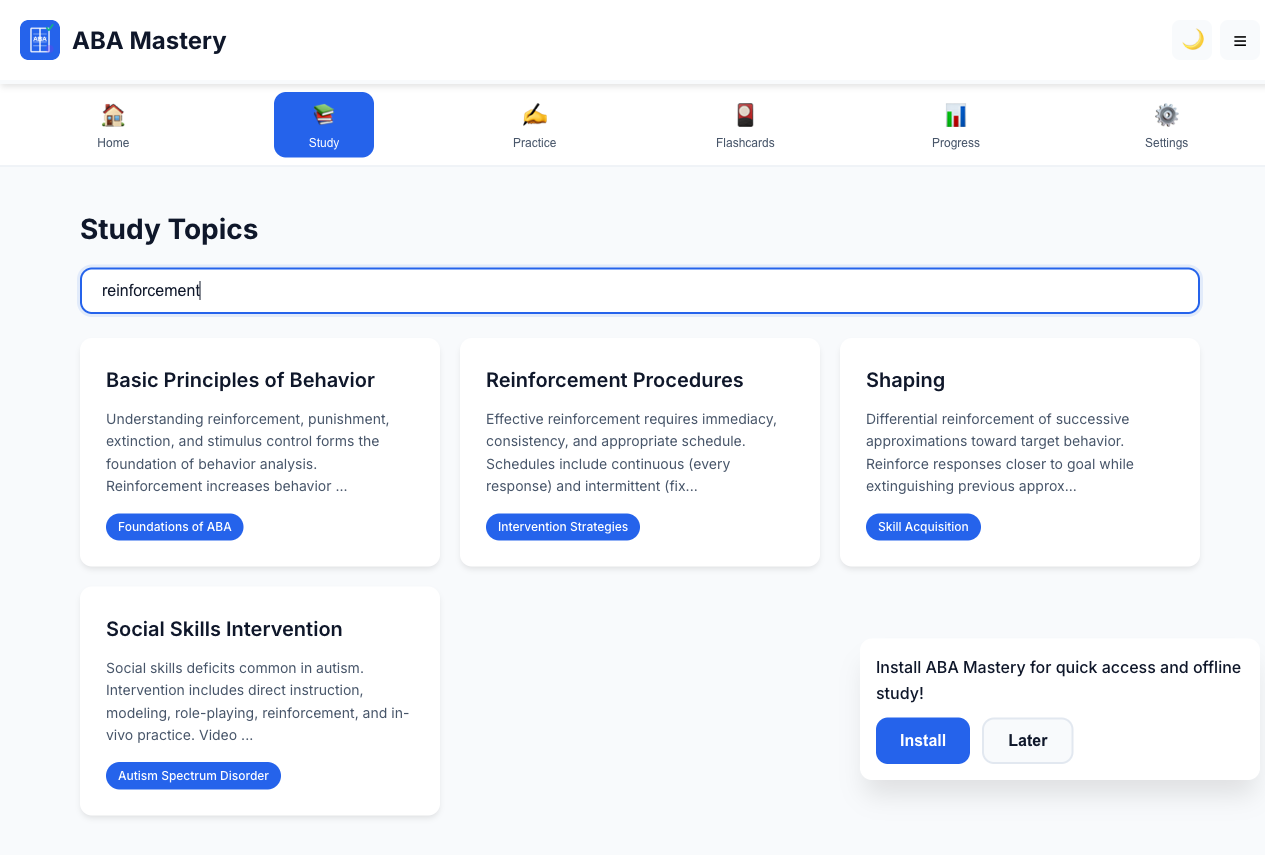 ABA
ABA Mastery
Home
Study
Practice
Flashcards
Progress
Settings
Study Topics
reinforcement
Basic Principles of Behavior
Understanding reinforcement, punishment,
extinction, and stimulus control forms the
foundation of behavior analysis.
Reinforcement increases behavior ...
Foundations of ABA
Reinforcement Procedures
Effective reinforcement requires immediacy,
consistency, and appropriate schedule.
Schedules include continuous (every
response) and intermittent (fix...
Intervention Strategies
Shaping
Differential reinforcement of successive
approximations toward target behavior.
Reinforce responses closer to goal while
extinguishing previous approx...
Skill Acquisition
Social Skills Intervention
Social skills deficits common in autism.
Intervention includes direct instruction,
modeling, role-playing, reinforcement, and in-
vivo practice. Video ...
Autism Spectrum Disorder
Install ABA Mastery for quick access and offline
study!
Install
Later